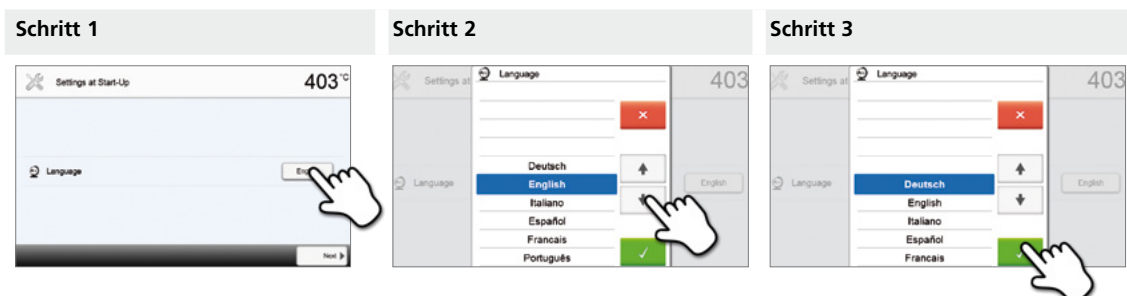 Schritt 1
Settings at Start-Up
403 °C
Language
Next
Schritt 2
Settings at
Language
403
Deutsch
English
Italiano
Español
Francais
Português
Language
English
Schritt 3
Settings at
Language
403
Deutsch
English
Italiano
Español
Francais
Language
English